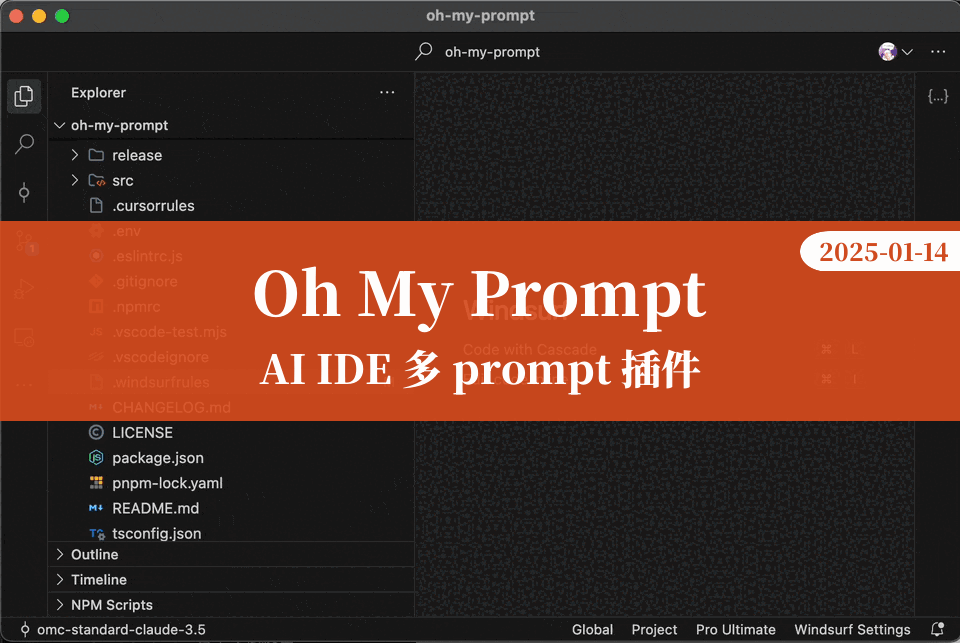 oh-my-prompt
oh-my-prompt
Explorer
oh-my-prompt
release
src
.cursorrules
.env
.eslintrc.js
.gitignore
.npmrc
.vscode-test.mjs
.vscodeignore
.windsurfrules
CHANGELOG.md
LICENSE
package.json
pnpm-lock.yaml
README.md
tsconfig.json
Outline
Timeline
NPM Scripts
2025-01-14
Oh My Prompt
AI IDE 多 prompt 插件
Windsurf
Code with Cascade
omc-standard-claude-3.5
Global
Project
Pro Ultimate
Windsurf Settings